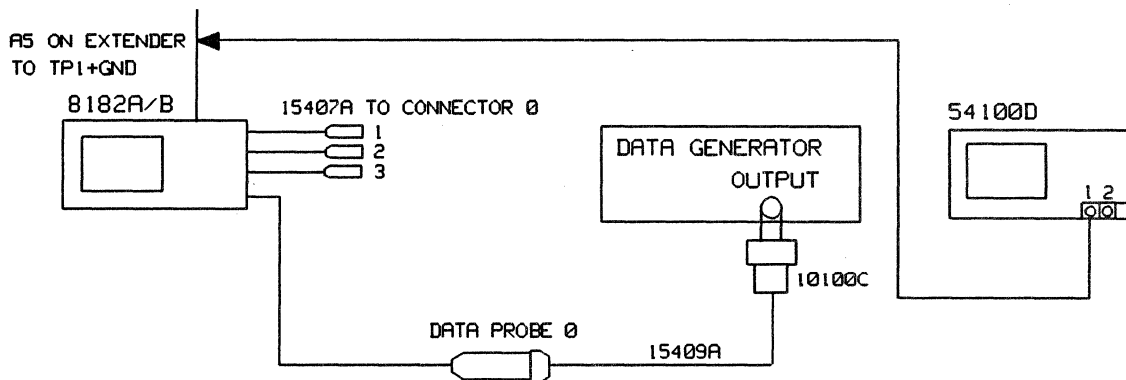 A5 ON EXTENDER
TO TP1+GND
8182A/B
15407A TO CONNECTOR 0
1
2
3
DATA GENERATOR
OUTPUT
54100D
1 2
10100C
DATA PROBE 0
15409A